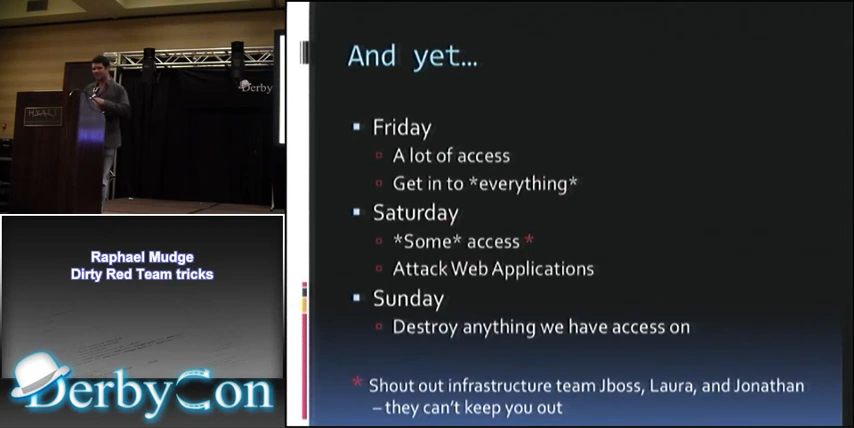 HYATT
Derby
Raphael Mudge
Dirty Red Team tricks
DerbyCon
And yet…
Friday
A lot of access
Get in to *everything*
Saturday
*Some* access *
Attack Web Applications
Sunday
Destroy anything we have access on
* Shout out infrastructure team Jboss, Laura, and Jonathan
– they can't keep you out